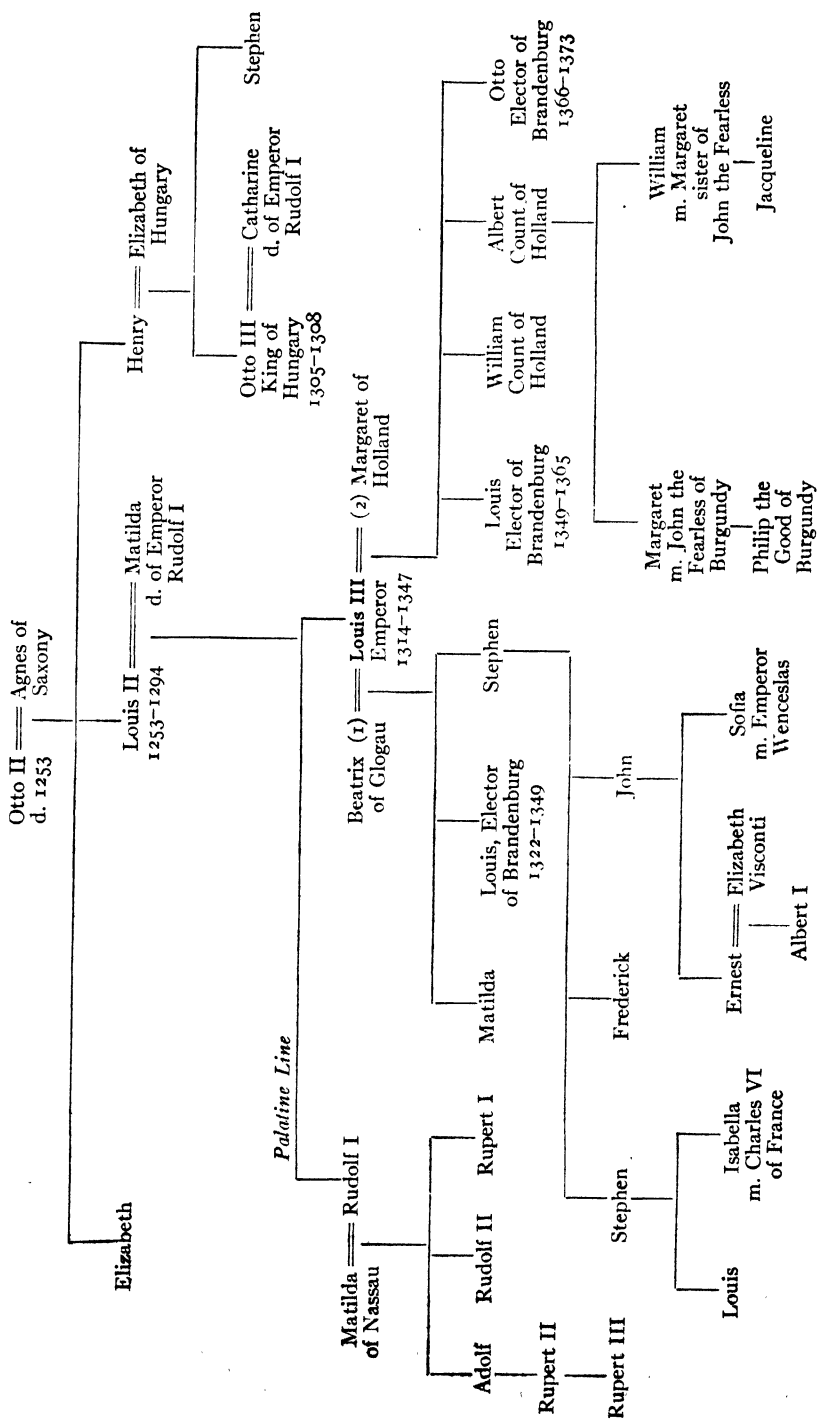 Otto II == Agnes of
d. 1253 Saxony
Elizabeth
Louis II == Matilda
1253–1294 d. of Emperor
Rudolf I
Henry == Elizabeth of
Hungary
Otto III == Catharine
King of d. of Emperor
Hungary Rudolf I
1305–1308
Stephen
Palatine Line
Matilda == Rudolf I
of Nassau
Beatrix (1) == Louis III == (2) Margaret of
of Glogau Emperor Holland
1314–1347
Adolf
Rudolf II
Rupert I
Matilda
Louis, Elector
of Brandenburg
1322–1349
Stephen
Louis
Elector of
Brandenburg
1349–1365
William
Count of
Holland
Albert
Count of
Holland
Otto
Elector of
Brandenburg
1366–1373
Rupert II
Rupert III
Stephen
Frederick
John
Margaret
m. John the
Fearless of
Burgundy
Philip the
Good of
Burgundy
William
m. Margaret
sister of
John the Fearless
Jacqueline
Louis
Isabella
m. Charles VI
of France
Ernest == Elizabeth
Visconti
Albert I
Sofia
m. Emperor
Wenceslas